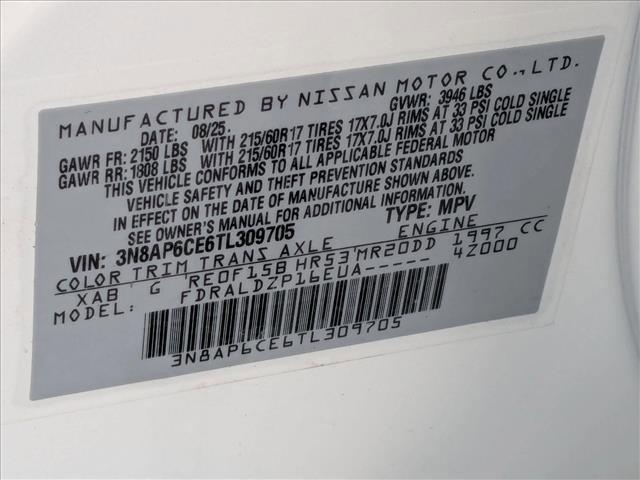 MANUFACTURED BY NISSAN MOTOR CO., LTD.
DATE: 08/25. GVWR: 3946 LBS
GAWR FR: 2150 LBS WITH 215/60R17 TIRES 17X7.0J RIMS AT 33 PSI COLD SINGLE
GAWR RR: 1808 LBS WITH 215/60R17 TIRES 17X7.0J RIMS AT 33 PSI COLD SINGLE
THIS VEHICLE CONFORMS TO ALL APPLICABLE FEDERAL MOTOR
VEHICLE SAFETY AND THEFT PREVENTION STANDARDS
IN EFFECT ON THE DATE OF MANUFACTURE SHOWN ABOVE.
SEE OWNER'S MANUAL FOR ADDITIONAL INFORMATION.
VIN: 3N8AP6CE6TL309705 TYPE: MPV
COLOR TRIM TRANS AXLE ENGINE
XAB G RE0F15B HR53 MR20DD 1997 CC
MODEL: FDRALDZP16EUA----- 4Z000
3N8AP6CE6TL309705